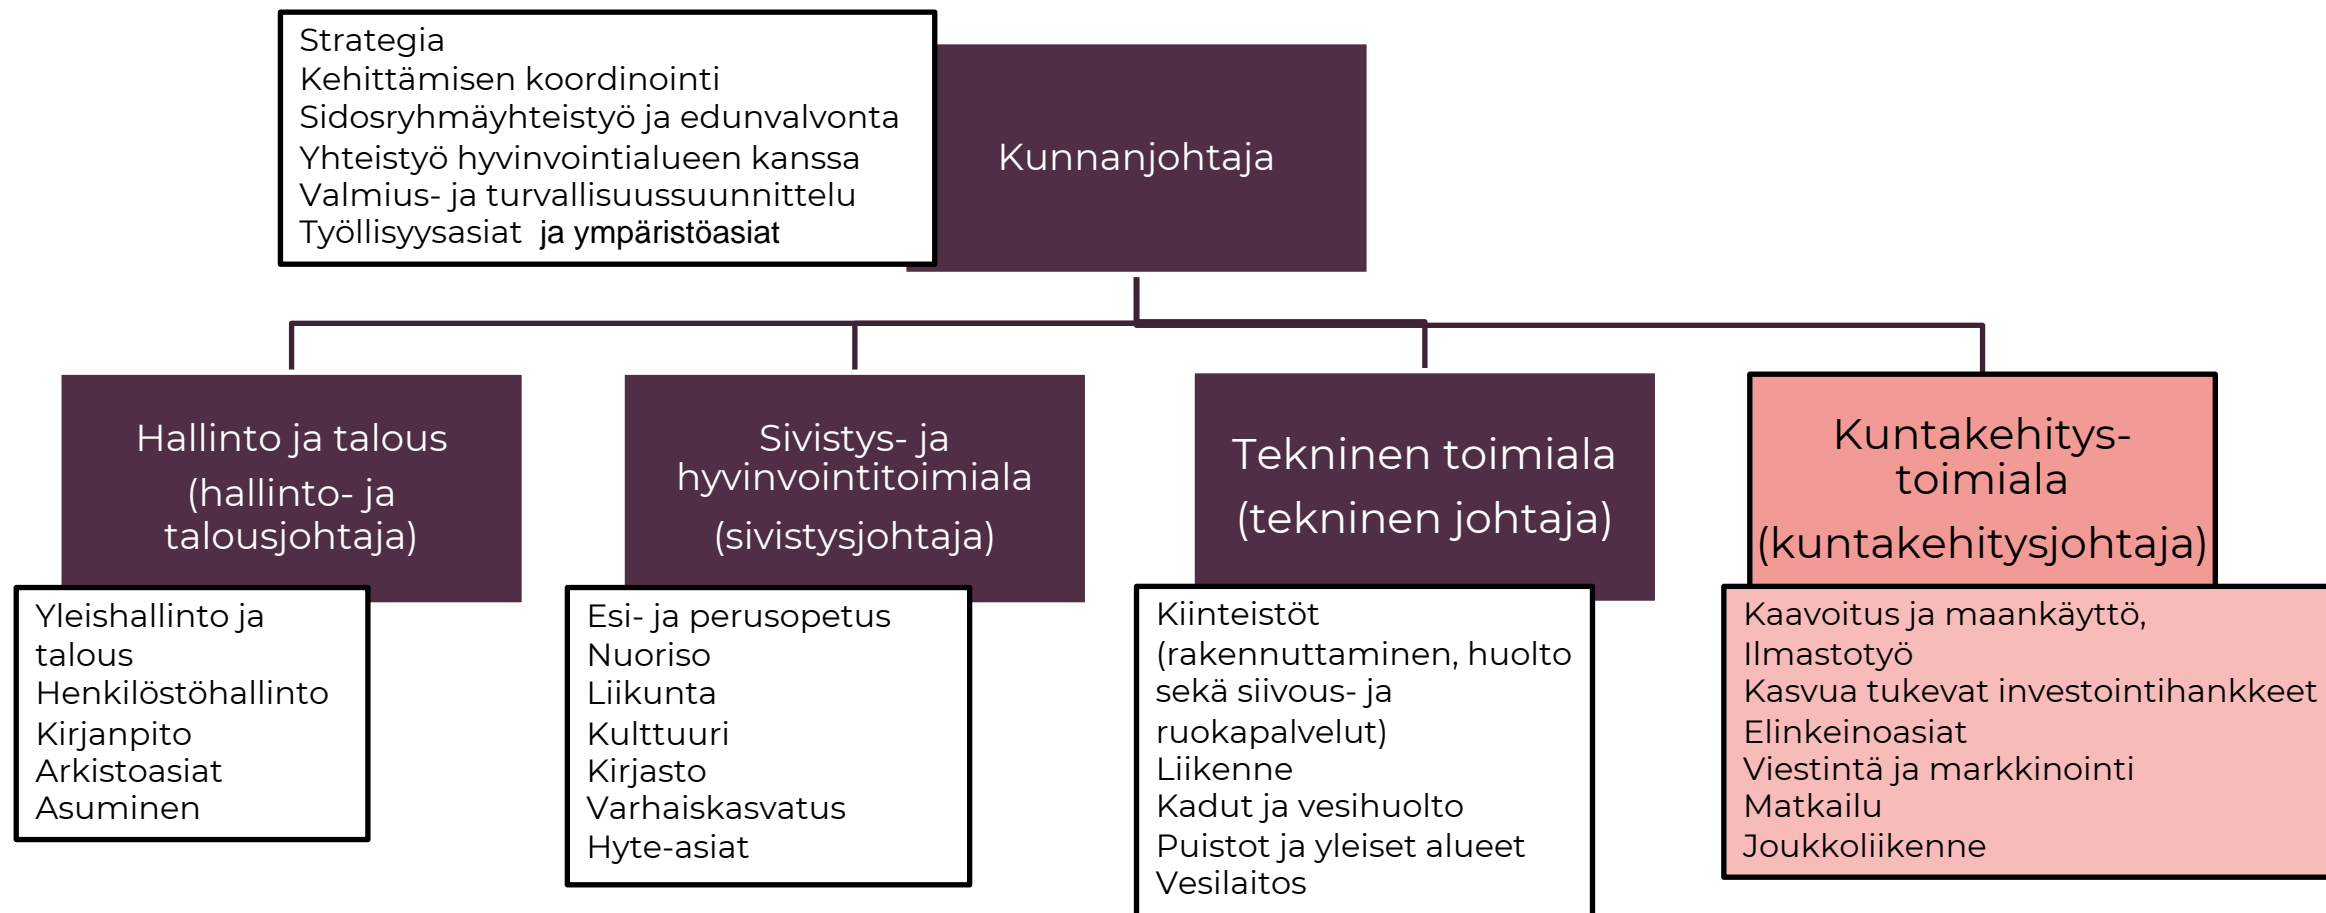 Strategia
Kehittämisen koordinointi
Sidosryhmäyhteistyö ja edunvalvonta
Yhteistyö hyvinvointialueen kanssa
Valmius- ja turvallisuussuunnittelu
Työllisyysasiat ja ympäristöasiat
Kunnanjohtaja
Hallinto ja talous
(hallinto- ja
talousjohtaja)
Yleishallinto ja
talous
Henkilöstöhallinto
Kirjanpito
Arkistoasiat
Asuminen
Sivistys- ja
hyvinvointitoimiala
(sivistysjohtaja)
Esi- ja perusopetus
Nuoriso
Liikunta
Kulttuuri
Kirjasto
Varhaiskasvatus
Hyte-asiat
Tekninen toimiala
(tekninen johtaja)
Kiinteistöt
(rakennuttaminen, huolto
sekä siivous- ja
ruokapalvelut)
Liikenne
Kadut ja vesihuolto
Puistot ja yleiset alueet
Vesilaitos
Kuntakehitys-
toimiala
(kuntakehitysjohtaja)
Kaavoitus ja maankäyttö,
Ilmastotyö
Kasvua tukevat investointihankkeet
Elinkeinoasiat
Viestintä ja markkinointi
Matkailu
Joukkoliikenne